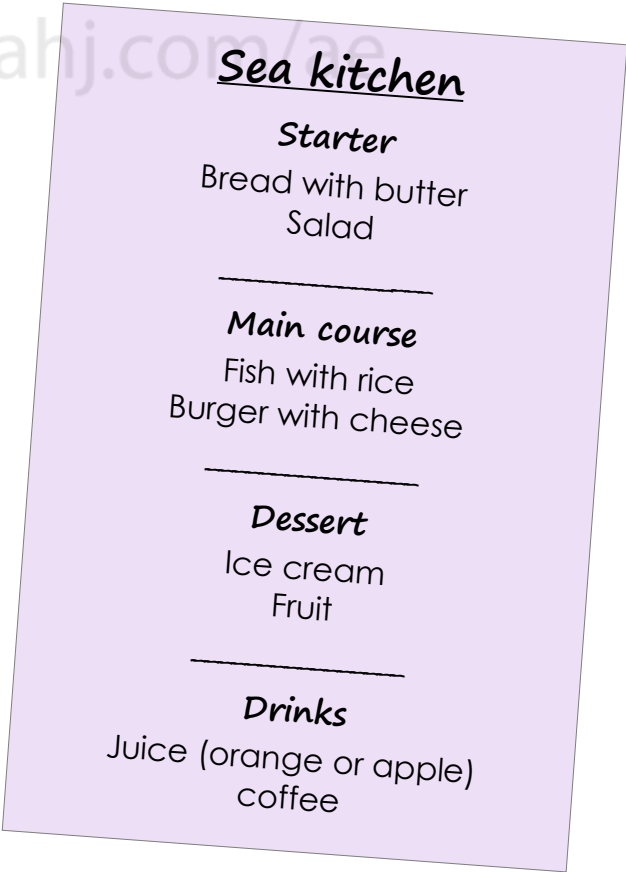 ahj.com/ae
Sea kitchen
Starter
Bread with butter
Salad
Main course
Fish with rice
Burger with cheese
Dessert
Ice cream
Fruit
Drinks
Juice (orange or apple)
coffee